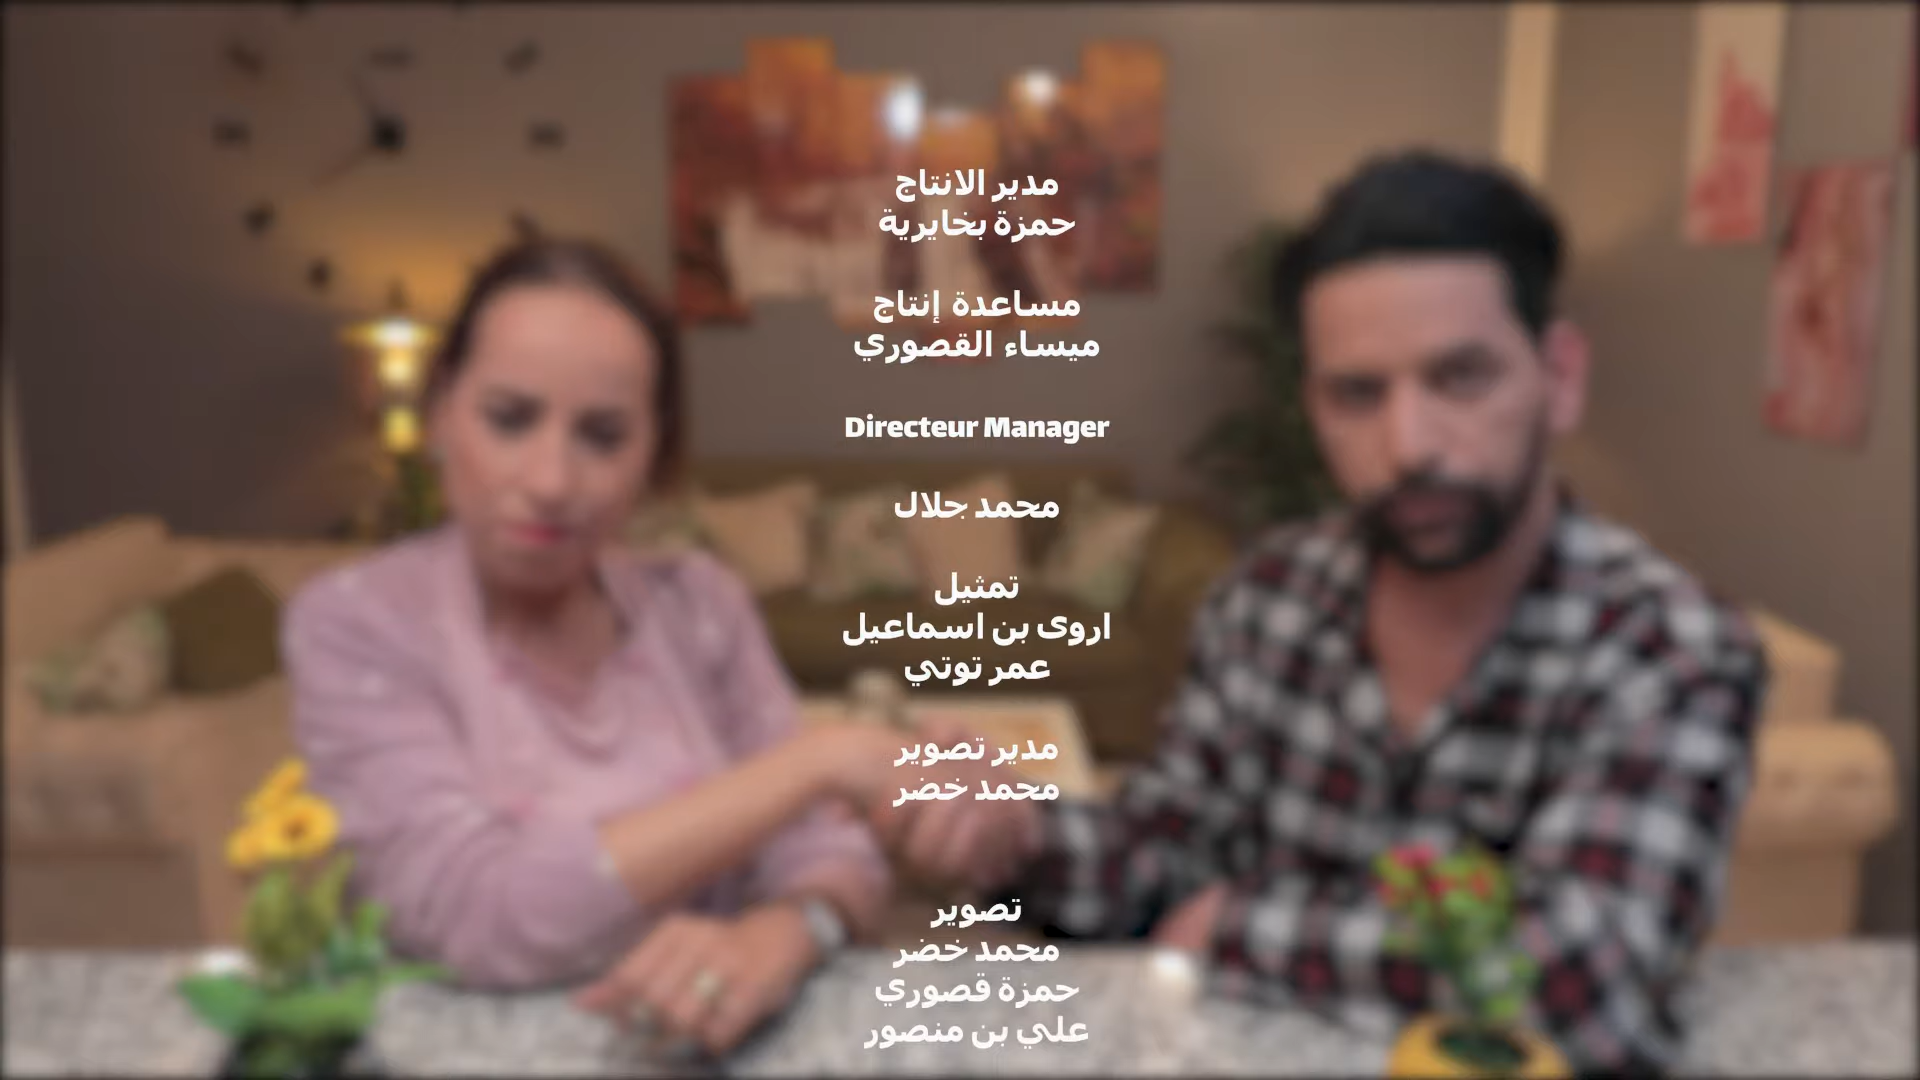 مدير الانتاج
حمزة بخايرية
مساعدة إنتاج
ميساء القصوري
Directeur Manager
محمد جلال
تمثيل
اروى بن اسماعيل
عمر توتي
مدير تصوير
محمد خضر
تصوير
محمد خضر
حمزة قصوري
علي بن منصور